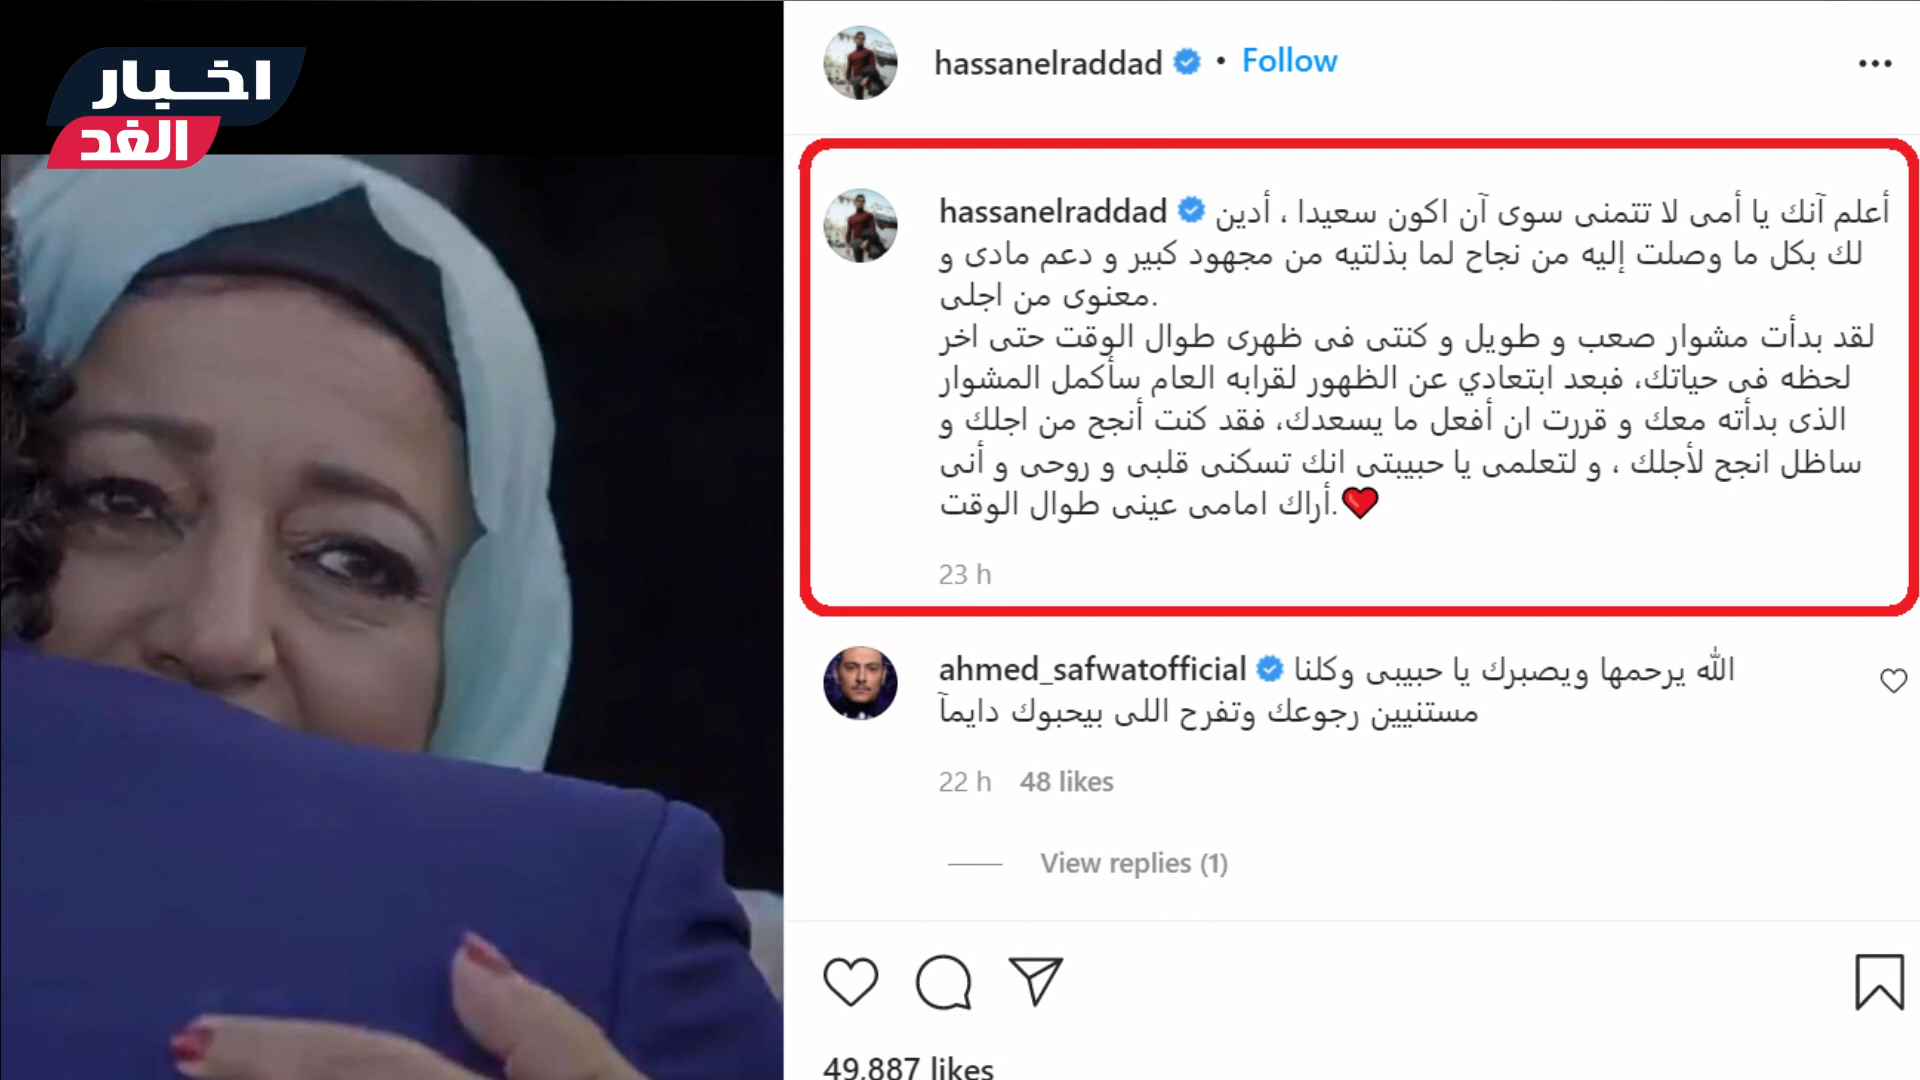 اخبار
الغد
hassanelraddad • Follow
hassanelraddad أعلم آنك يا أمى لا تتمنى سوى آن اكون سعيدا ، أدين
لك بكل ما وصلت إليه من نجاح لما بذلتيه من مجهود كبير و دعم مادى و
معنوى من اجلى.
لقد بدأت مشوار صعب و طويل و كنتى فى ظهرى طوال الوقت حتى اخر
لحظه فى حياتك، فبعد ابتعادي عن الظهور لقرابه العام سأكمل المشوار
الذى بدأته معك و قررت ان أفعل ما يسعدك، فقد كنت أنجح من اجلك و
ساظل انجح لأجلك ، و لتعلمى يا حبيبتى انك تسكنى قلبى و روحى و أنى
أراك امامى عينى طوال الوقت.❤️
23 h
ahmed_safwatofficial الله يرحمها ويصبرك يا حبيبى وكلنا
مستنيين رجوعك وتفرح اللى بيحبوك دايمآ
22 h 48 likes
View replies (1)
49,887 likes